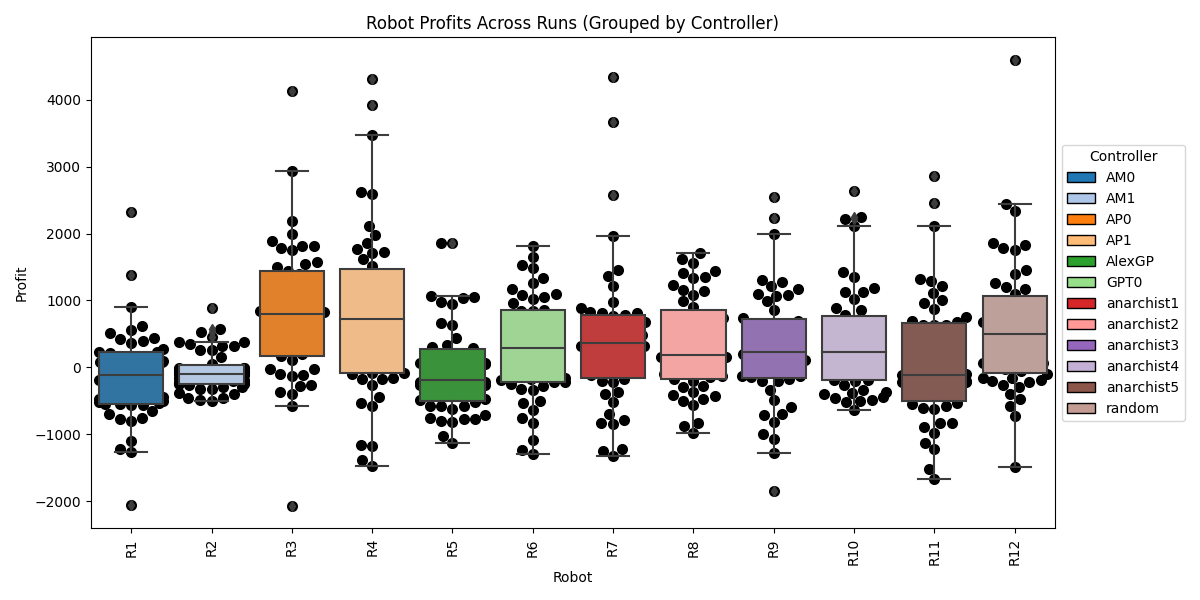 Robot Profits Across Runs (Grouped by Controller)
Profit
4000
3000
2000
1000
0
−1000
−2000
R1
R2
R3
R4
R5
R6
R7
R8
R9
R10
R11
R12
Robot
Controller
AM0
AM1
AP0
AP1
AlexGP
GPT0
anarchist1
anarchist2
anarchist3
anarchist4
anarchist5
random